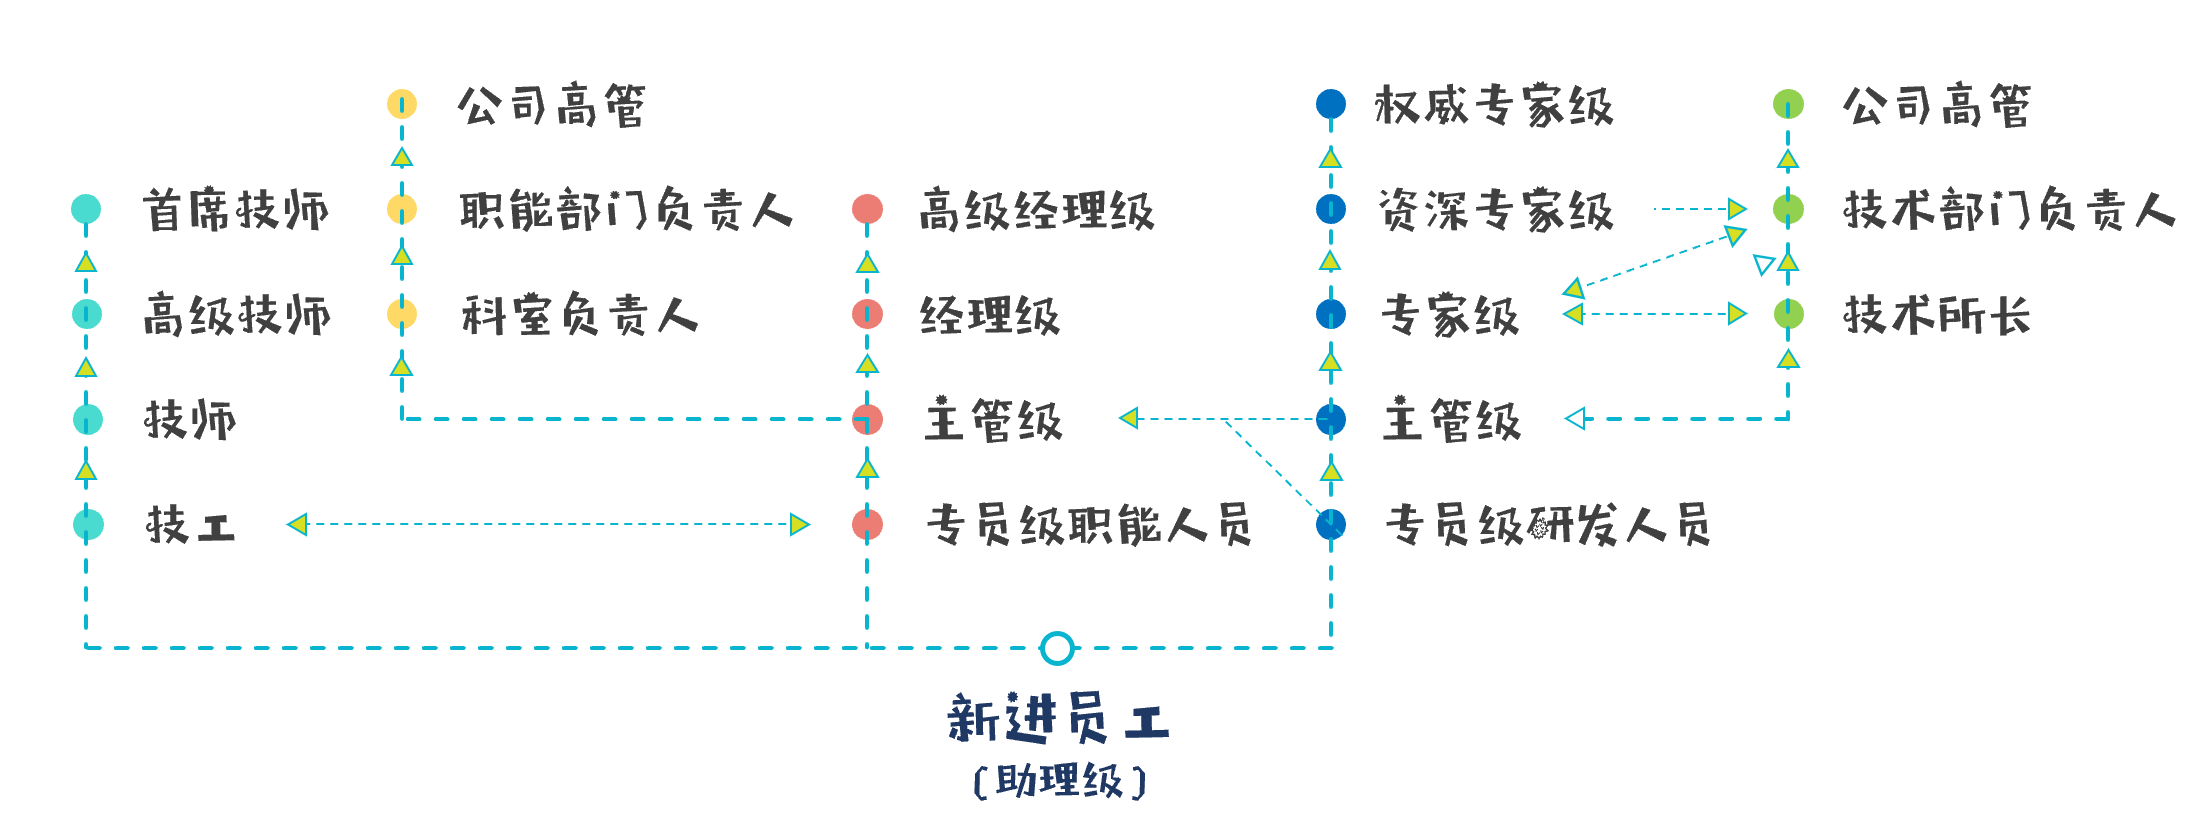 公司高管
权威专家级
公司高管
首席技师
职能部门负责人
高级经理级
资深专家级
技术部门负责人
高级技师
科室负责人
经理级
专家级
技术所长
技师
主管级
主管级
技工
专员级职能人员
专员级研发人员
新进员工
(助理级)